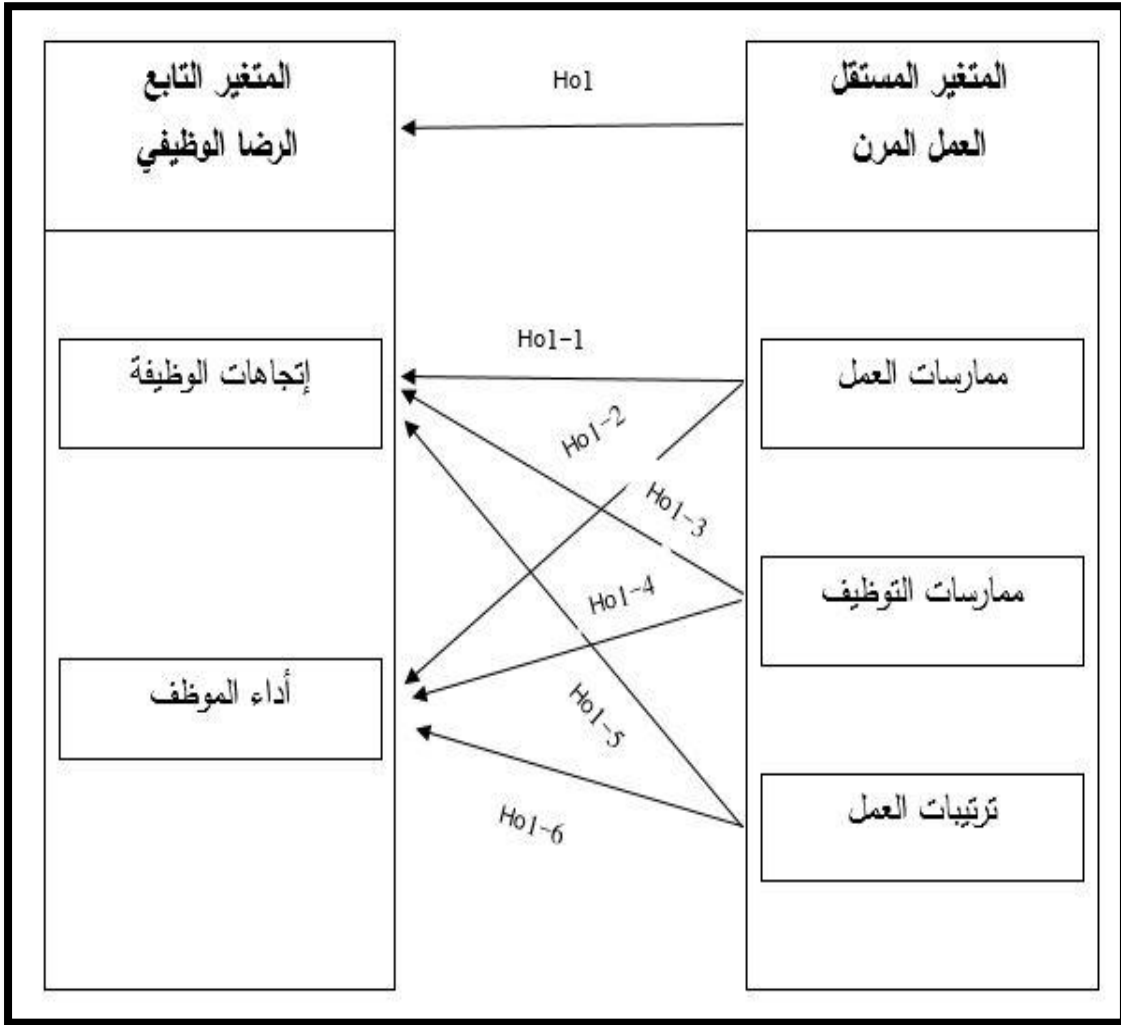 المتغير المستقل
العمل المرن
Ho1
المتغير التابع
الرضا الوظيفي
ممارسات العمل
Ho1-1
إتجاهات الوظيفة
Ho1-2
Ho1-3
ممارسات التوظيف
Ho1-4
أداء الموظف
Ho1-5
ترتيبات العمل
Ho1-6